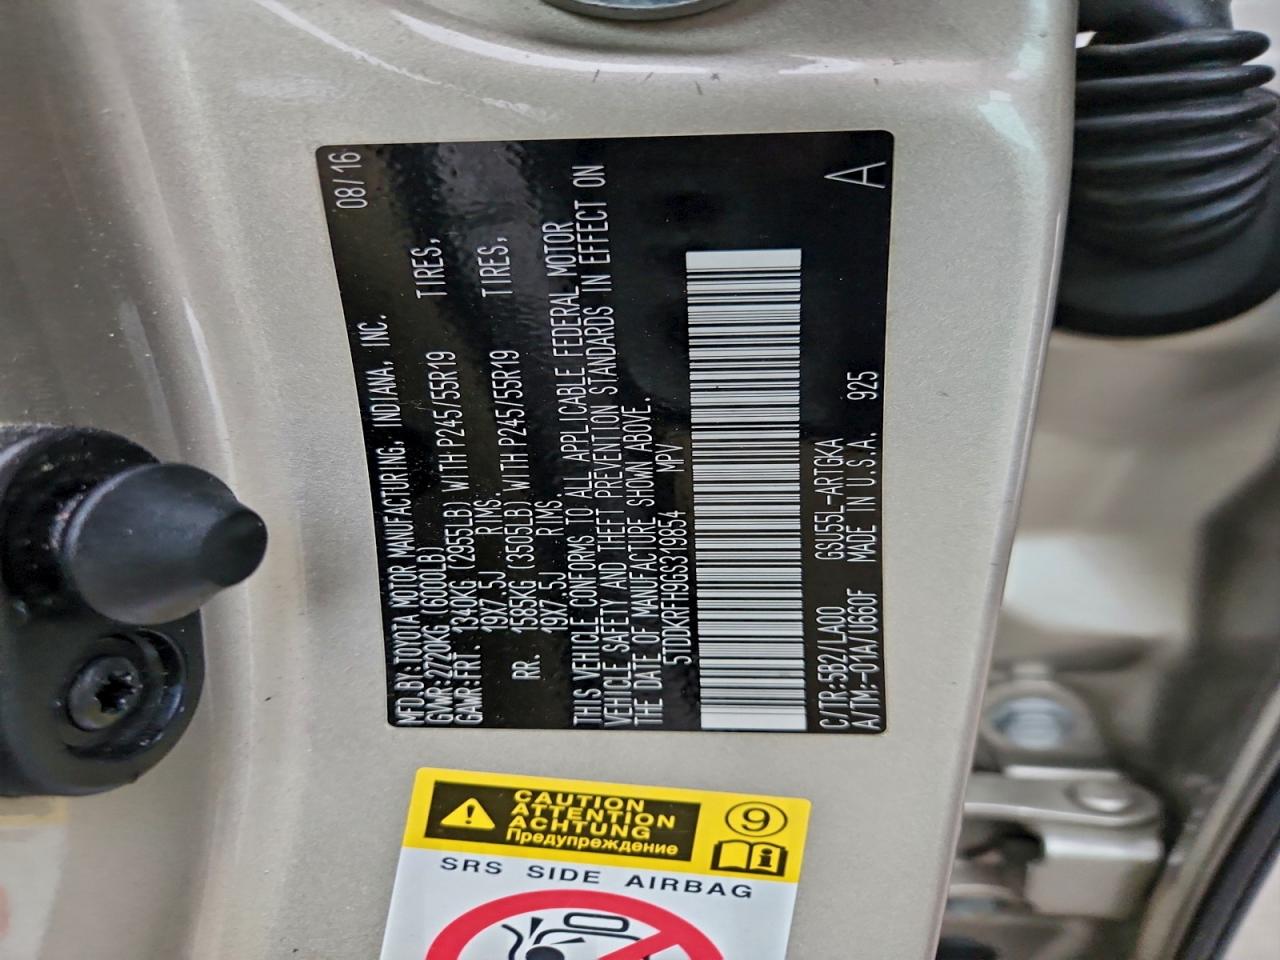 08/16
MFD.BY:TOYOTA MOTOR MANUFACTURING, INDIANA, INC.
GVWR:2720KG (6000LB)
GAWR:FRT. 1340KG (2955LB) WITH P245/55R19 TIRES,
19X7.5J RIMS.
RR. 1585KG (3505LB) WITH P245/55R19 TIRES,
19X7.5J RIMS.
THIS VEHICLE CONFORMS TO ALL APPLICABLE FEDERAL MOTOR
VEHICLE SAFETY AND THEFT PREVENTION STANDARDS IN EFFECT ON
THE DATE OF MANUFACTURE SHOWN ABOVE.
5TDDKRFH9GS319854 MPV
C/TR:5B2/LA00 GSU55L-ARTGKA
A/TM:-01A/U660F MADE IN U.S.A. 925
A
CAUTION
ATTENTION
ACHTUNG
Предупреждение
9
i
SRS SIDE AIRBAG